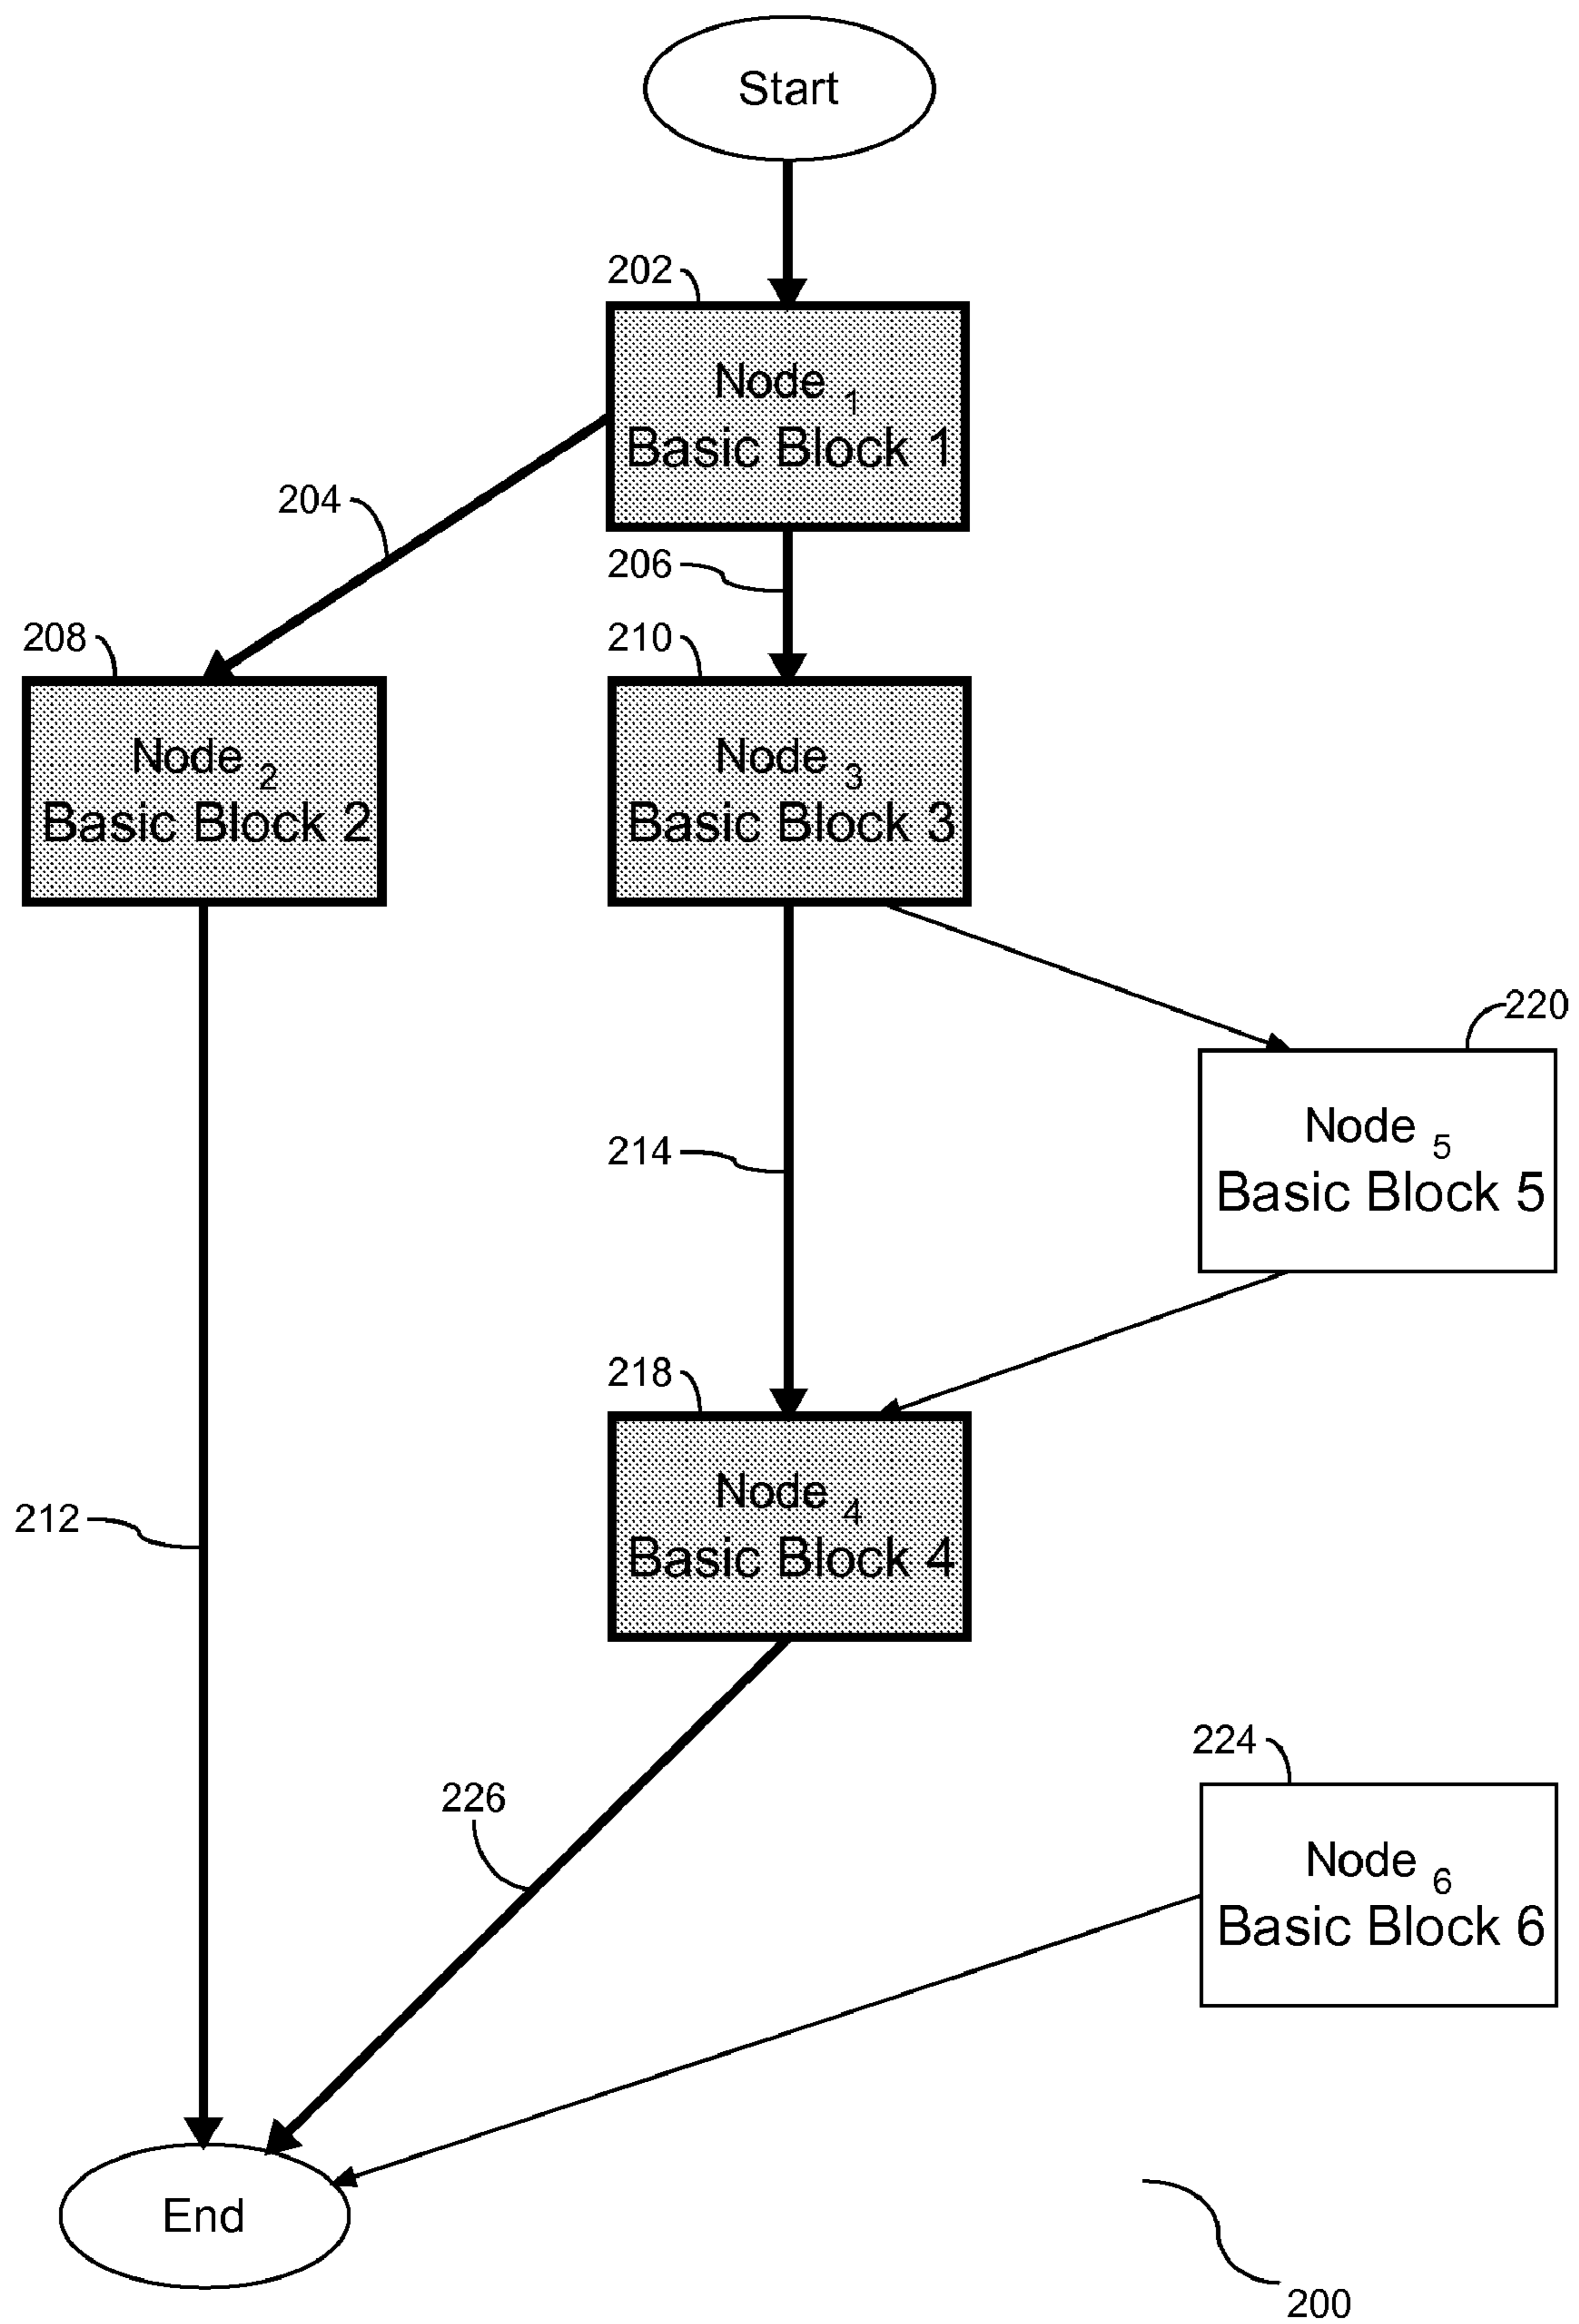 Start
202
Node 1
Basic Block 1
204
206
208
210
Node 2
Basic Block 2
Node 3
Basic Block 3
220
Node 5
Basic Block 5
214
218
Node 4
Basic Block 4
212
224
226
Node 6
Basic Block 6
End
200